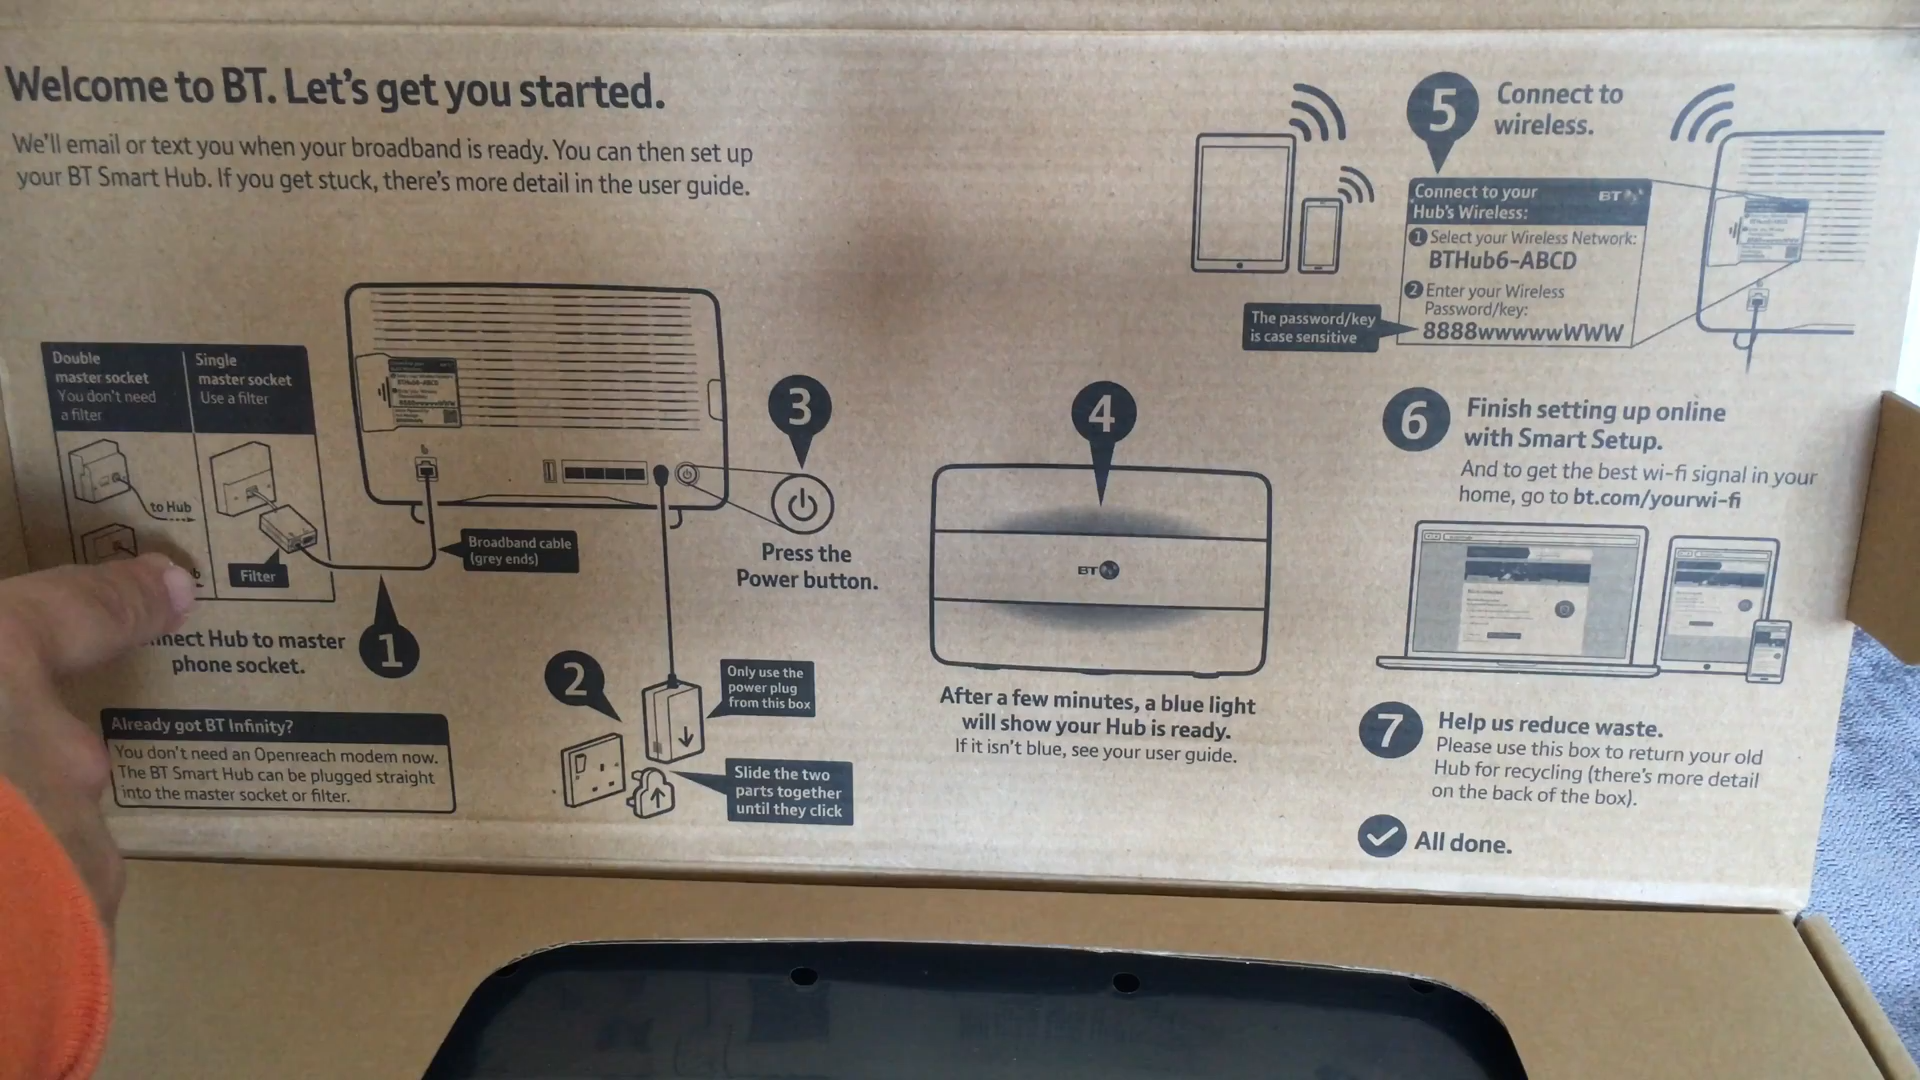 Welcome to BT. Let's get you started.
We'll email or text you when your broadband is ready. You can then set up
your BT Smart Hub. If you get stuck, there's more detail in the user guide.
Double
master socket
You don't need
a filter
Single
master socket
Use a filter
to Hub
Filter
Broadband cable
(grey ends)
1
Hub to master
phone socket.
Already got BT Infinity?
You don't need an Openreach modem now.
The BT Smart Hub can be plugged straight
into the master socket or filter.
2
Only use the
power plug
from this box
Slide the two
parts together
until they click
3
Press the
Power button.
4
BT
After a few minutes, a blue light
will show your Hub is ready.
If it isn't blue, see your user guide.
5
Connect to
wireless.
Connect to your
Hub's Wireless:
BT
1 Select your Wireless Network:
BTHub6-ABCD
2 Enter your Wireless
Password/key:
8888wwwwwWWW
The password/key
is case sensitive
6
Finish setting up online
with Smart Setup.
And to get the best wi-fi signal in your
home, go to bt.com/yourwi-fi
7
Help us reduce waste.
Please use this box to return your old
Hub for recycling (there's more detail
on the back of the box).
All done.